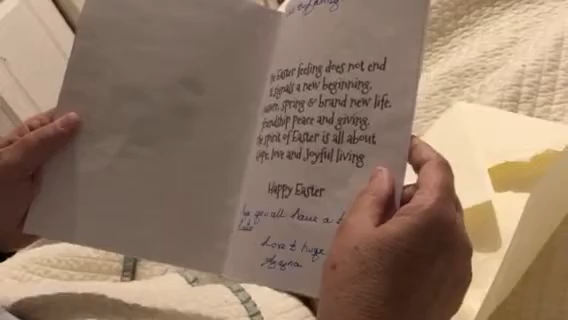 Easter feeling does not end
signals a new beginning,
spring & brand new life,
friendship peace and giving,
spirit of Easter is all about
hope, love and joyful living
Happy Easter
you all have a
Love & hugs